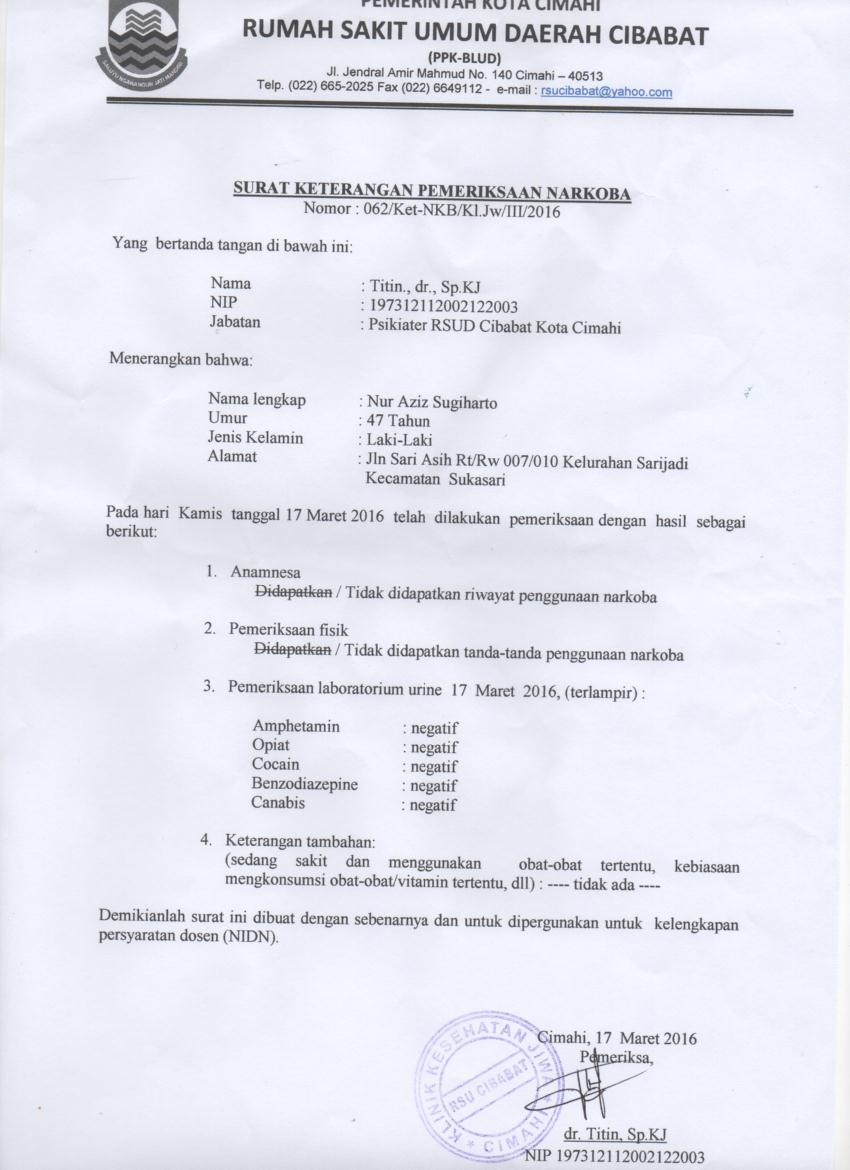 PEMERINTAH KOTA CIMAHI
RUMAH SAKIT UMUM DAERAH CIBABAT
(PPK-BLUD)
Jl. Jendral Amir Mahmud No. 140 Cimahi – 40513
Telp. (022) 665-2025 Fax (022) 6649112 - e-mail : rsucibabat@yahoo.com
SURAT KETERANGAN PEMERIKSAAN NARKOBA
Nomor : 062/Ket-NKB/Kl.Jw/III/2016
Yang bertanda tangan di bawah ini:
Nama : Titin., dr., Sp.KJ
NIP : 197312112002122003
Jabatan : Psikiater RSUD Cibabat Kota Cimahi
Menerangkan bahwa:
Nama lengkap : Nur Aziz Sugiharto
Umur : 47 Tahun
Jenis Kelamin : Laki-Laki
Alamat : Jln Sari Asih Rt/Rw 007/010 Kelurahan Sarijadi
Kecamatan Sukasari
Pada hari Kamis tanggal 17 Maret 2016 telah dilakukan pemeriksaan dengan hasil sebagai
berikut:
1. Anamnesa
Didapatkan / Tidak didapatkan riwayat penggunaan narkoba
2. Pemeriksaan fisik
Didapatkan / Tidak didapatkan tanda-tanda penggunaan narkoba
3. Pemeriksaan laboratorium urine 17 Maret 2016, (terlampir) :
Amphetamin : negatif
Opiat : negatif
Cocain : negatif
Benzodiazepine : negatif
Canabis : negatif
4. Keterangan tambahan:
(sedang sakit dan menggunakan obat-obat tertentu, kebiasaan
mengkonsumsi obat-obat/vitamin tertentu, dll) : ---- tidak ada ----
Demikianlah surat ini dibuat dengan sebenarnya dan untuk dipergunakan untuk kelengkapan
persyaratan dosen (NIDN).
Cimahi, 17 Maret 2016
Pemeriksa,
KLINIK KESEHATAN JIWA
RSU CIBABAT
* CIMAHI *
dr. Titin, Sp.KJ
NIP 197312112002122003